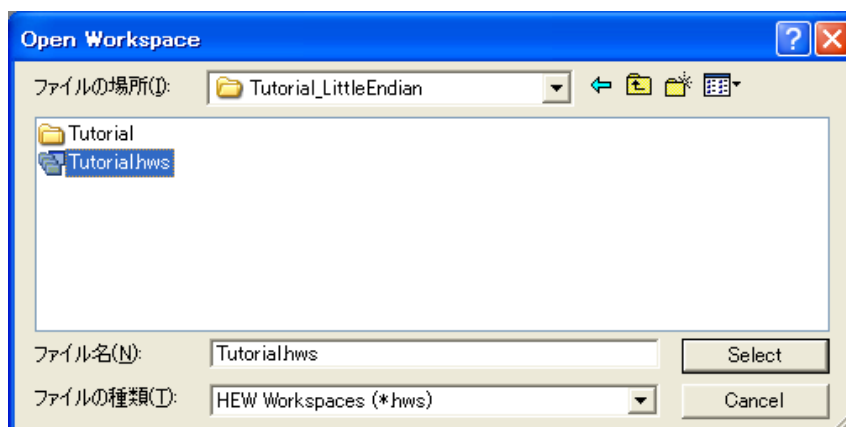 Open Workspace
ファイルの場所(I):
Tutorial_LittleEndian
Tutorial
Tutorial.hws
ファイル名(N):
Tutorial.hws
Select
ファイルの種類(T):
HEW Workspaces (*.hws)
Cancel